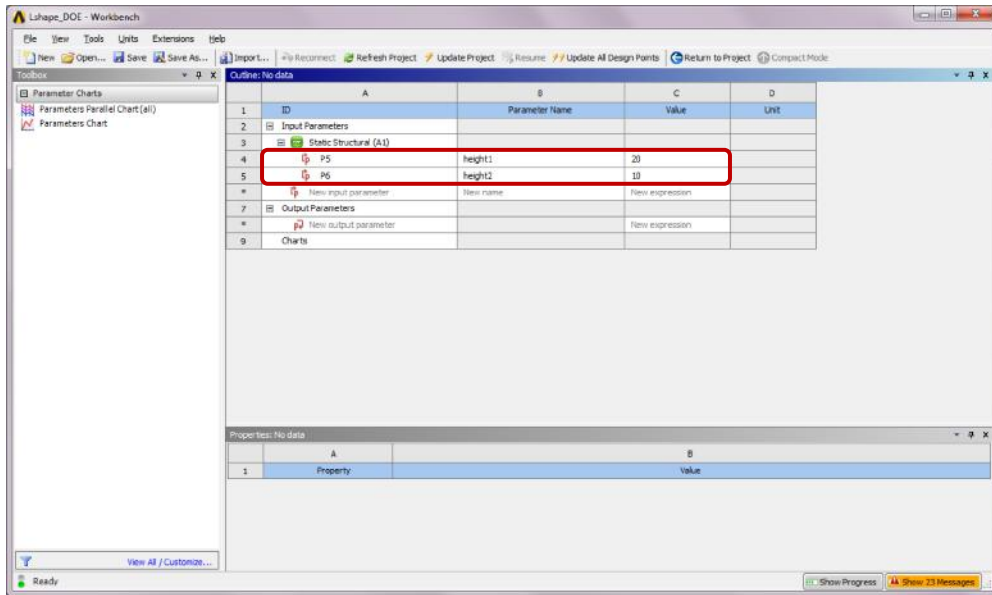 Lshape_DOE - Workbench
File View Tools Units Extensions Help
New Open... Save Save As... Import... Reconnect Refresh Project Update Project Resume Update All Design Points Return to Project Compact Mode
Toolbox
Parameter Charts
Parameters Parallel Chart (all)
Parameters Chart
View All / Customize...
Outline: No data
A B C D
1 ID Parameter Name Value Unit
2 Input Parameters
3 Static Structural (A1)
4 P5 height1 20
5 P6 height2 10
* New input parameter New name New expression
7 Output Parameters
* New output parameter New expression
9 Charts
Properties: No data
A B
1 Property Value
Ready Show Progress Show 23 Messages